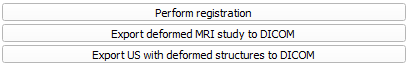 Perform registration
Export deformed MRI study to DICOM
Export US with deformed structures to DICOM